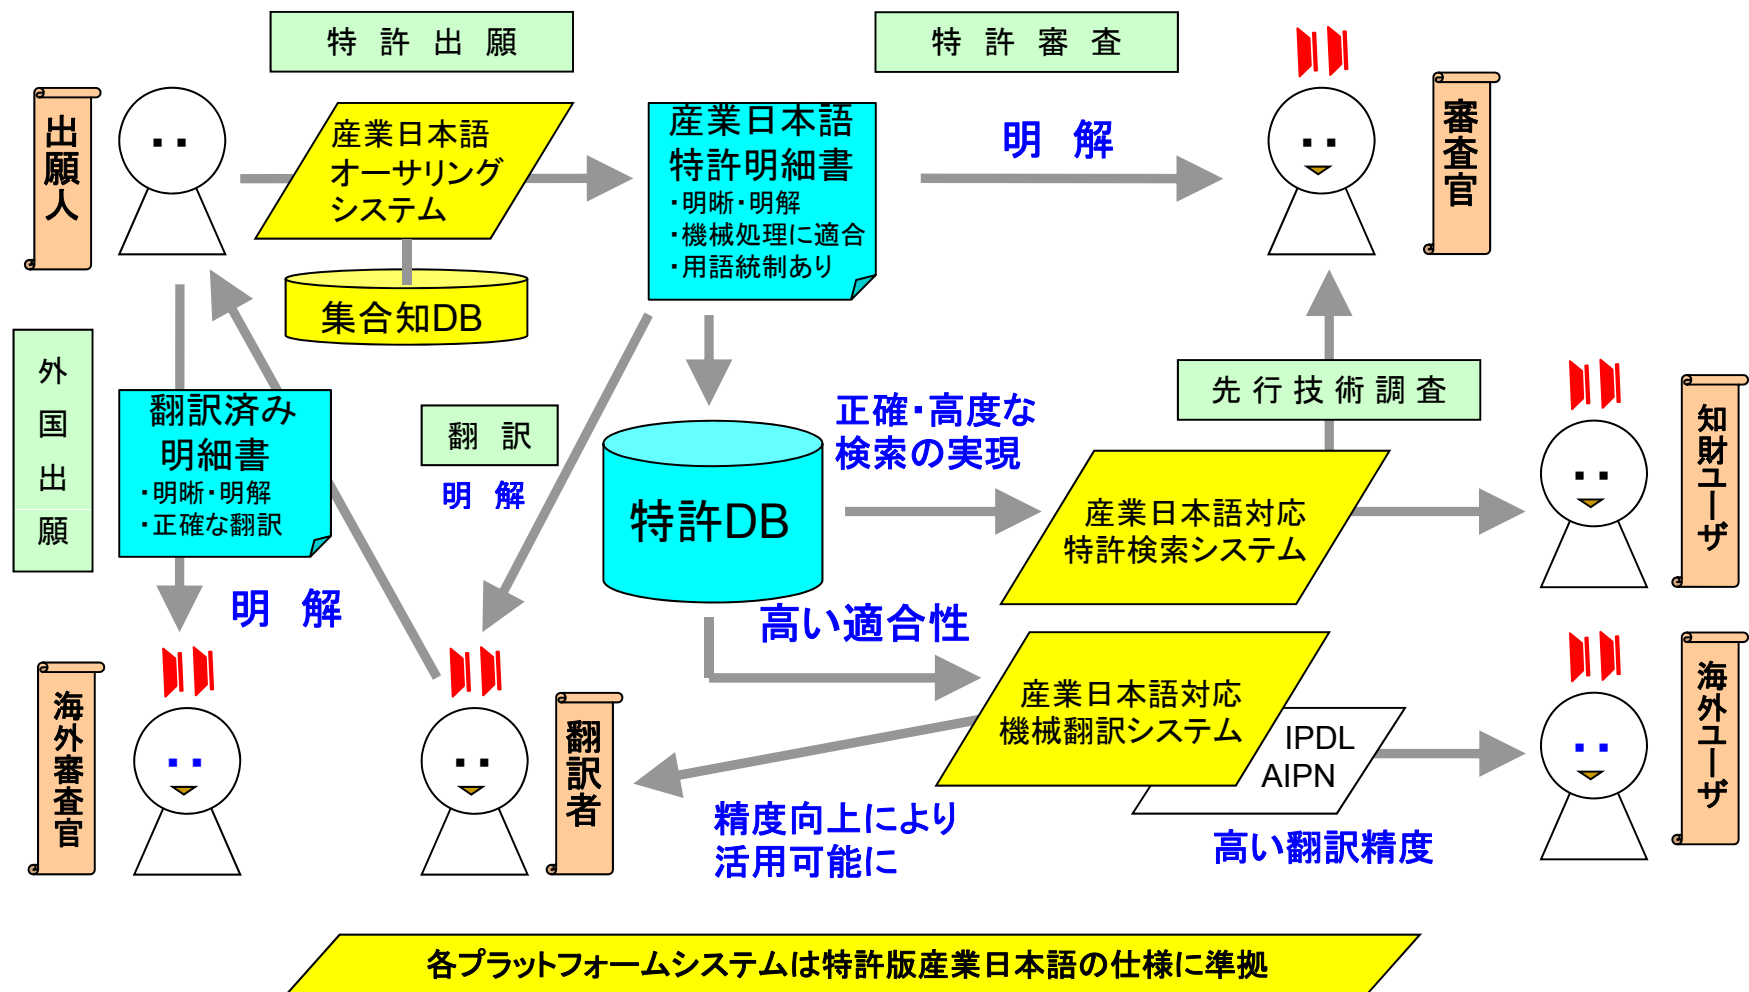 特許出願
特許審査
出願人
産業日本語
オーサリング
システム
集合知DB
産業日本語
特許明細書
・明晰・明解
・機械処理に適合
・用語統制あり
明解
審査官
外国出願
翻訳済み
明細書
・明晰・明解
・正確な翻訳
明解
翻訳
明解
特許DB
正確・高度な
検索の実現
先行技術調査
産業日本語対応
特許検索システム
知財ユーザ
高い適合性
産業日本語対応
機械翻訳システム
IPDL
AIPN
高い翻訳精度
海外ユーザ
海外審査官
翻訳者
精度向上により
活用可能に
各プラットフォームシステムは特許版産業日本語の仕様に準拠